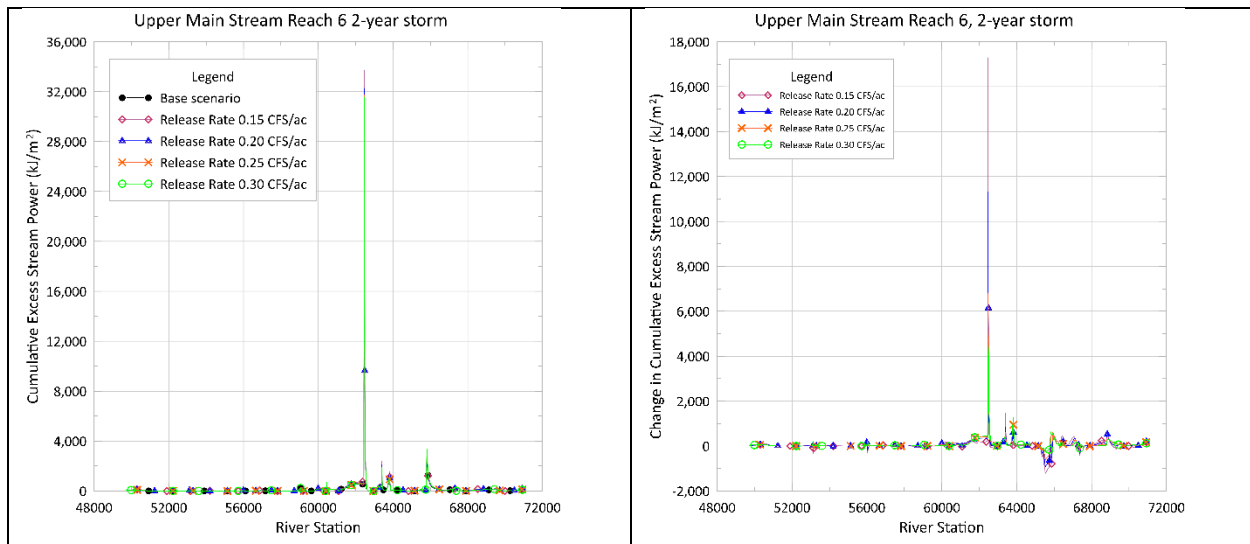 Upper Main Stream Reach 6 2-year storm
36,000
32,000
28,000
24,000
20,000
16,000
12,000
8,000
4,000
0
Cumulative Excess Stream Power (kJ/m²)
Legend
Base scenario
Release Rate 0.15 CFS/ac
Release Rate 0.20 CFS/ac
Release Rate 0.25 CFS/ac
Release Rate 0.30 CFS/ac
48000 52000 56000 60000 64000 68000 72000
River Station
Upper Main Stream Reach 6, 2-year storm
18,000
16,000
14,000
12,000
10,000
8,000
6,000
4,000
2,000
0
-2,000
Change in Cumulative Excess Stream Power (kJ/m²)
Legend
Release Rate 0.15 CFS/ac
Release Rate 0.20 CFS/ac
Release Rate 0.25 CFS/ac
Release Rate 0.30 CFS/ac
48000 52000 56000 60000 64000 68000 72000
River Station